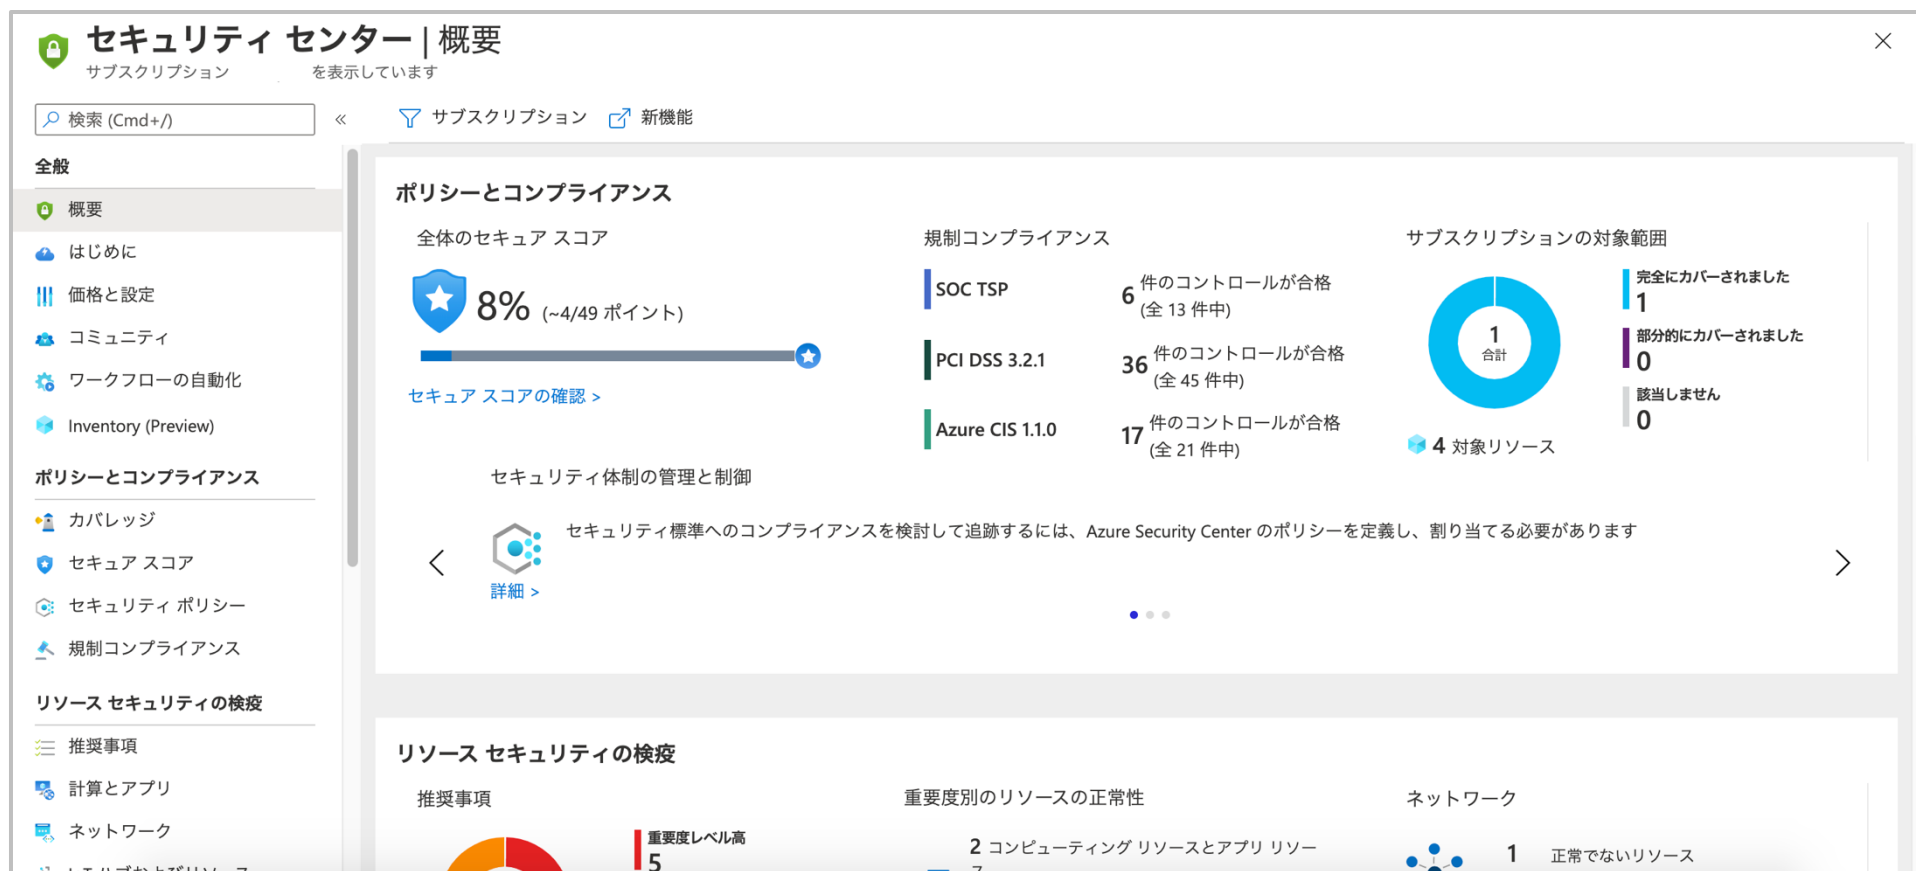 セキュリティ センター | 概要
サブスクリプション を表示しています
検索 (Cmd+/)
«
サブスクリプション
新機能
全般
概要
はじめに
価格と設定
コミュニティ
ワークフローの自動化
Inventory (Preview)
ポリシーとコンプライアンス
カバレッジ
セキュア スコア
セキュリティ ポリシー
規制コンプライアンス
リソース セキュリティの検疫
推奨事項
計算とアプリ
ネットワーク
ポリシーとコンプライアンス
全体のセキュア スコア
8% (~4/49 ポイント)
セキュア スコアの確認 >
規制コンプライアンス
SOC TSP
6 件のコントロールが合格
(全 13 件中)
PCI DSS 3.2.1
36 件のコントロールが合格
(全 45 件中)
Azure CIS 1.1.0
17 件のコントロールが合格
(全 21 件中)
サブスクリプションの対象範囲
1
合計
完全にカバーされました
1
部分的にカバーされました
0
該当しません
0
4 対象リソース
セキュリティ体制の管理と制御
セキュリティ標準へのコンプライアンスを検討して追跡するには、Azure Security Center のポリシーを定義し、割り当てる必要があります
詳細 >
リソース セキュリティの検疫
推奨事項
重要度レベル高
5
重要度別のリソースの正常性
2 コンピューティング リソースとアプリ リソー
ネットワーク
1 正常でないリソース